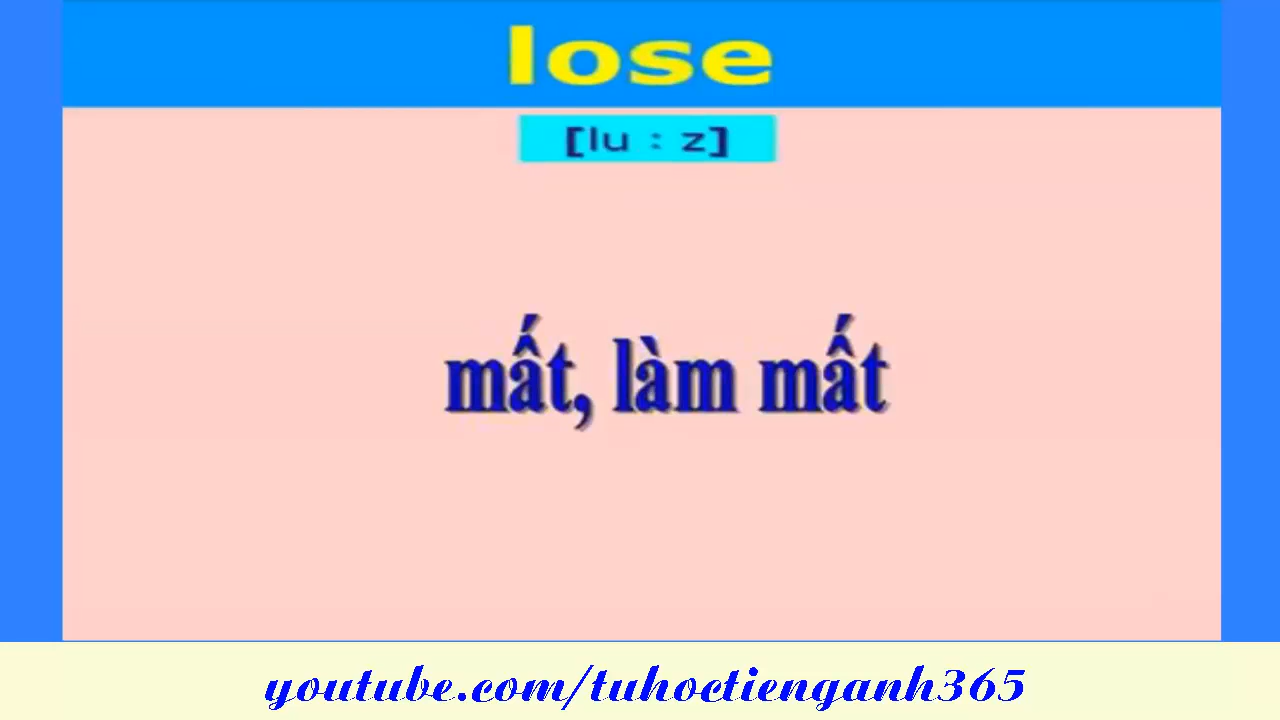 lose
[lu : z]
mất, làm mất
youtube.com/tuhoctienganh365